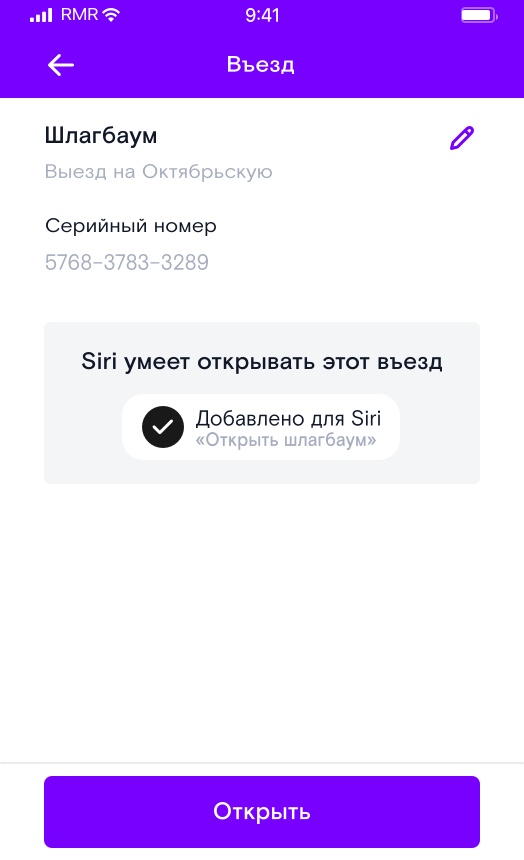 RMR 9:41
Въезд
Шлагбаум
Выезд на Октябрьскую
Серийный номер
5768-3783-3289
Siri умеет открывать этот въезд
Добавлено для Siri
«Открыть шлагбаум»
Открыть